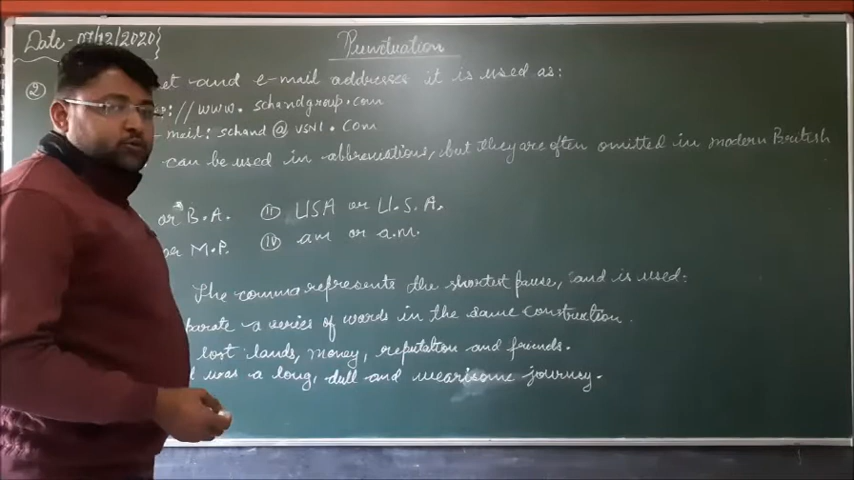 Date - 07/12/2020
Punctuation
② et and e-mail addresses it is used as:
://www. schandgroup.com
-mail: schand@vsnl.com
can be used in abbreviations, but they are often omitted in modern British
or B.A. ⅱ USA or U.S.A.
or M.P. ⅳ am or a.m.
The comma represents the shortest pause, and is used:
parate a series of words in the same construction.
lost lands, money, reputation and friends.
was a long, dull and wearisome journey.